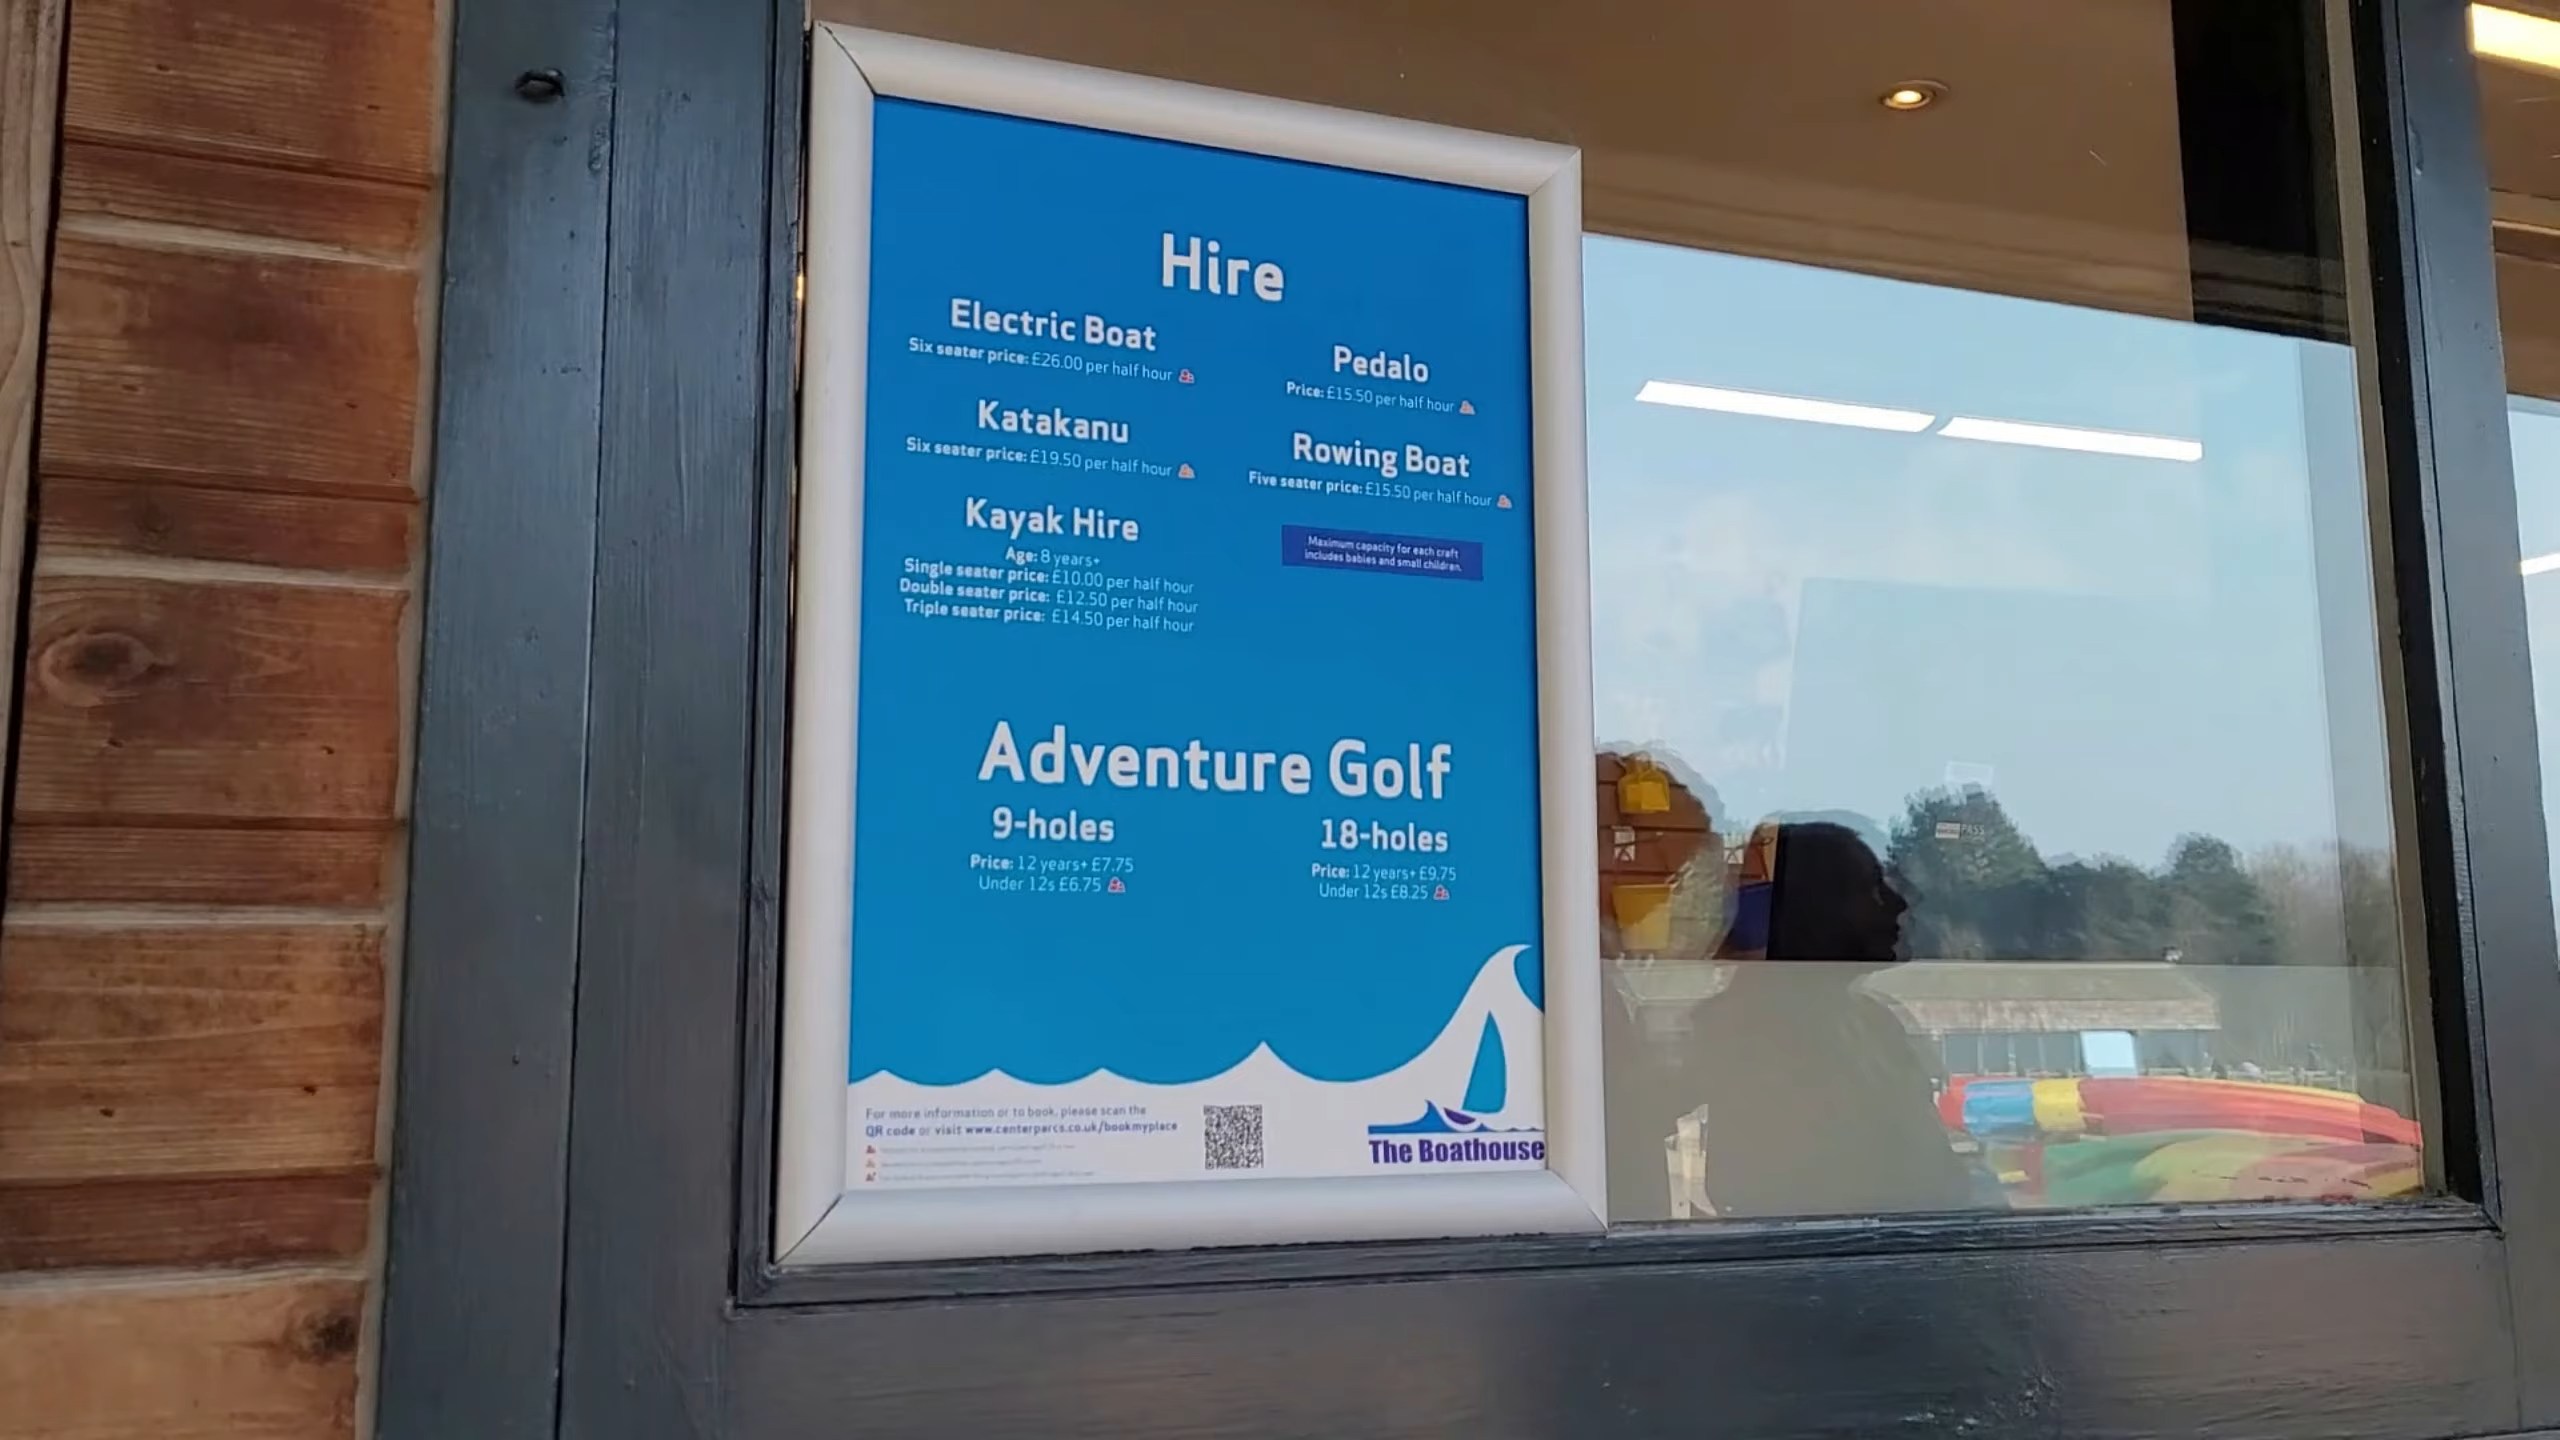 Hire
Electric Boat
Six seater price: £26.00 per half hour
Katakanu
Six seater price: £19.50 per half hour
Kayak Hire
Age: 8 years+
Single seater price: £10.00 per half hour
Double seater price: £12.50 per half hour
Triple seater price: £14.50 per half hour
Pedalo
Price: £15.50 per half hour
Rowing Boat
Five seater price: £15.50 per half hour
Maximum capacity for each craft
includes babies and small children.
Adventure Golf
9-holes
Price: 12 years+ £7.75
Under 12s £6.75
18-holes
Price: 12 years+ £9.75
Under 12s £8.25
For more information or to book, please scan the
QR code or visit www.centerparcs.co.uk/bookmyplace
The Boathouse